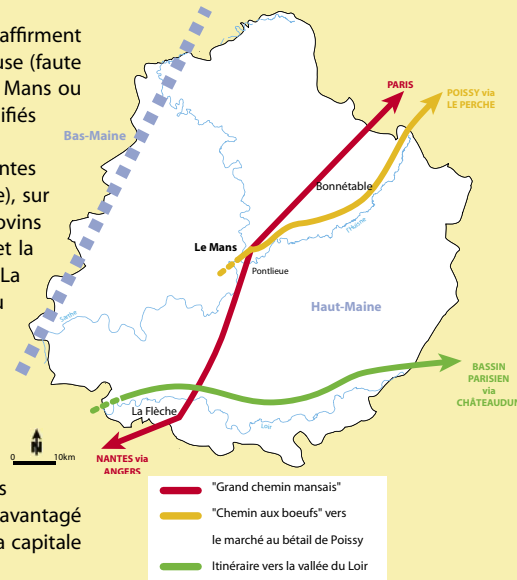 affirment
use (faute
Mans ou
ifiés
ntes
e), sur
ovins
et la
La
u
s
avantagé
a capitale
PARIS
POISSY via
LE PERCHE
Bas-Maine
Bonnétable
l'Huisne
Le Mans
Pontlieue
Haut-Maine
Sarthe
BASSIN
PARISIEN
via
CHÂTEAUDUN
La Flèche
Loir
N
0 10km
NANTES via
ANGERS
"Grand chemin mansais"
"Chemin aux boeufs" vers
le marché au bétail de Poissy
Itinéraire vers la vallée du Loir